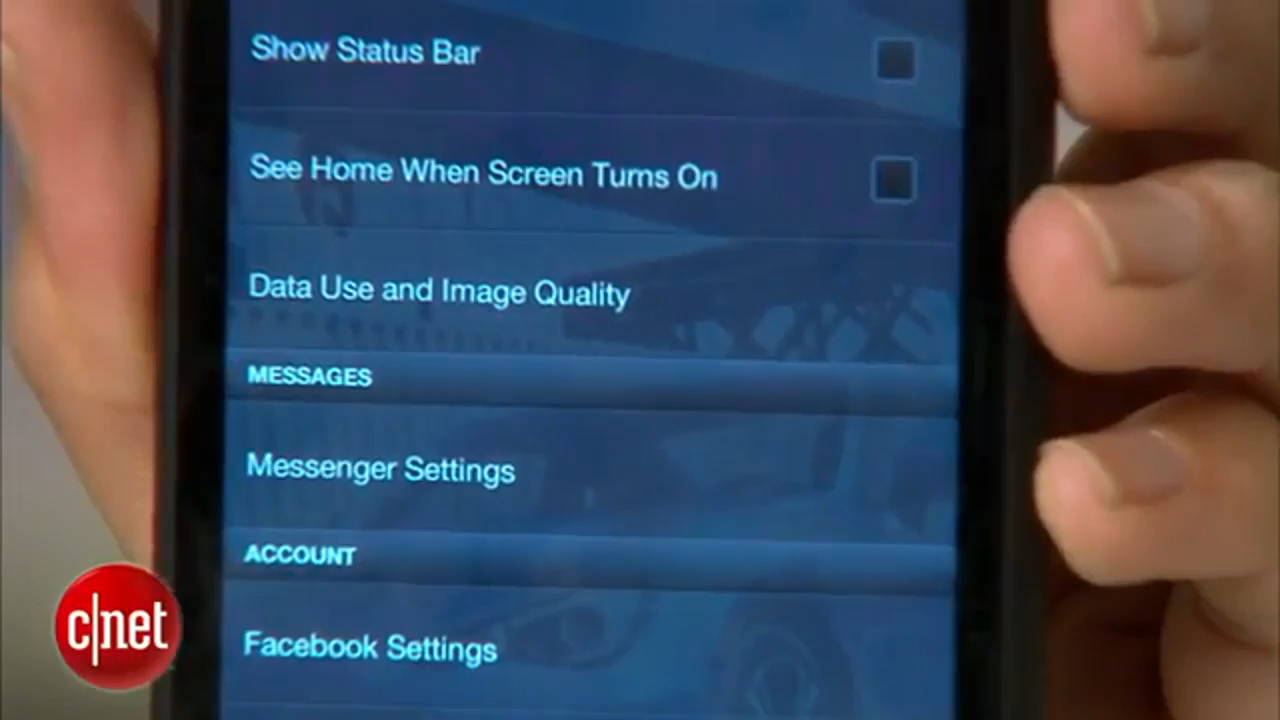 Show Status Bar
See Home When Screen Turns On
Data Use and Image Quality
MESSAGES
Messenger Settings
ACCOUNT
Facebook Settings
c|net